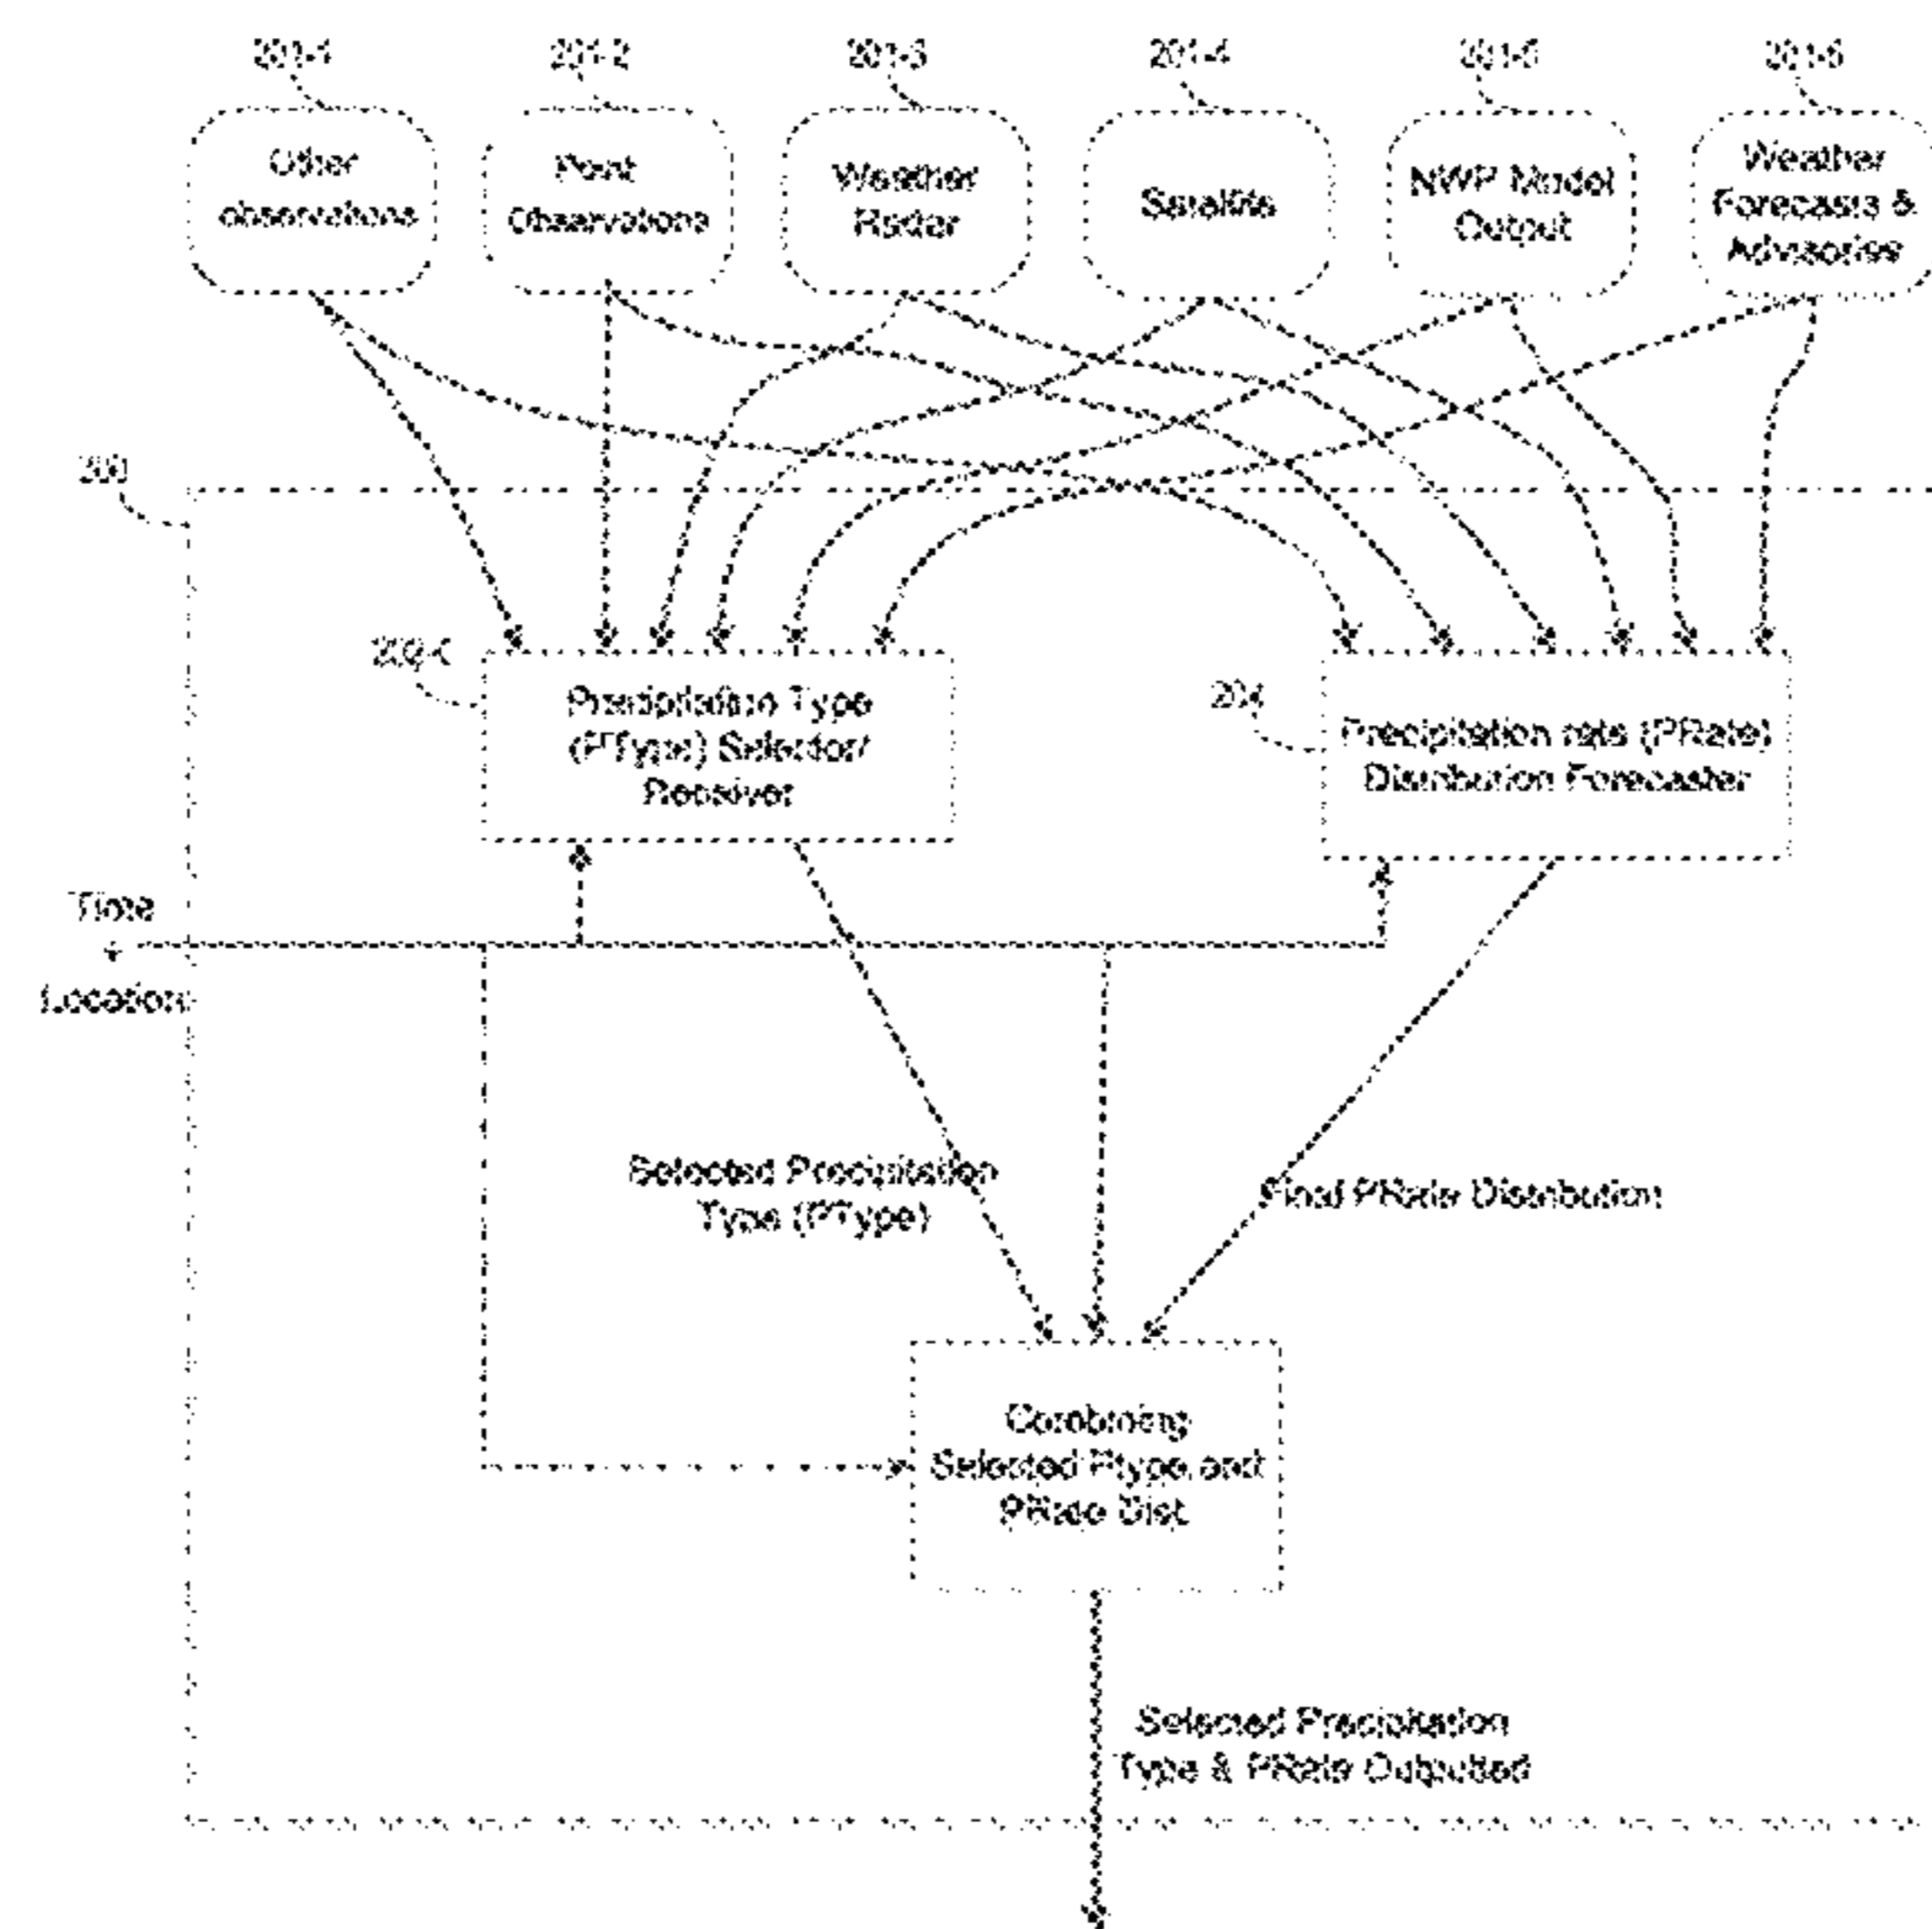 201-1 201-2 201-3 201-4 201-5 201-6
Other
observations
Point
Observations
Weather
Radar
Satellite
NWP Model
Output
Weather
Forecasts &
Advisories
200
202-C
Precipitation Type
(PType) Selector/
Receiver
204
Precipitation rate (PRate)
Distribution Forecaster
Time
+
Location
Selected Precipitation
Type (PType)
Final PRate Distribution
Combining
Selected Ptype and
PRate Dist.
Selected Precipitation
Type & PRate Outputted